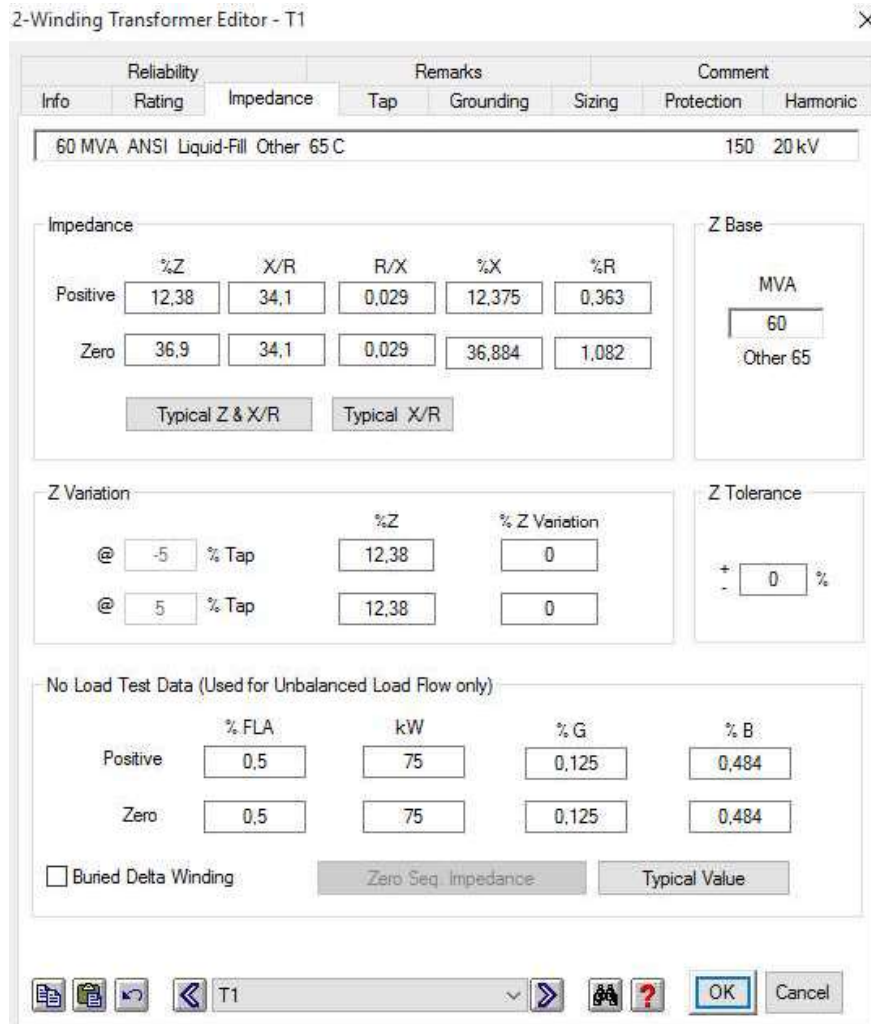 2-Winding Transformer Editor - T1
Reliability Remarks Comment
Info Rating Impedance Tap Grounding Sizing Protection Harmonic
60 MVA ANSI Liquid-Fill Other 65 C 150 20 kV
Impedance
%Z X/R R/X %X %R
Positive 12,38 34,1 0,029 12,375 0,363
Zero 36,9 34,1 0,029 36,884 1,082
Typical Z & X/R Typical X/R
Z Base
MVA
60
Other 65
Z Variation
%Z % Z Variation
@ -5 % Tap 12,38 0
@ 5 % Tap 12,38 0
Z Tolerance
+
- 0 %
No Load Test Data (Used for Unbalanced Load Flow only)
% FLA kW % G % B
Positive 0,5 75 0,125 0,484
Zero 0,5 75 0,125 0,484
Buried Delta Winding Zero Seq. Impedance Typical Value
T1 ? OK Cancel